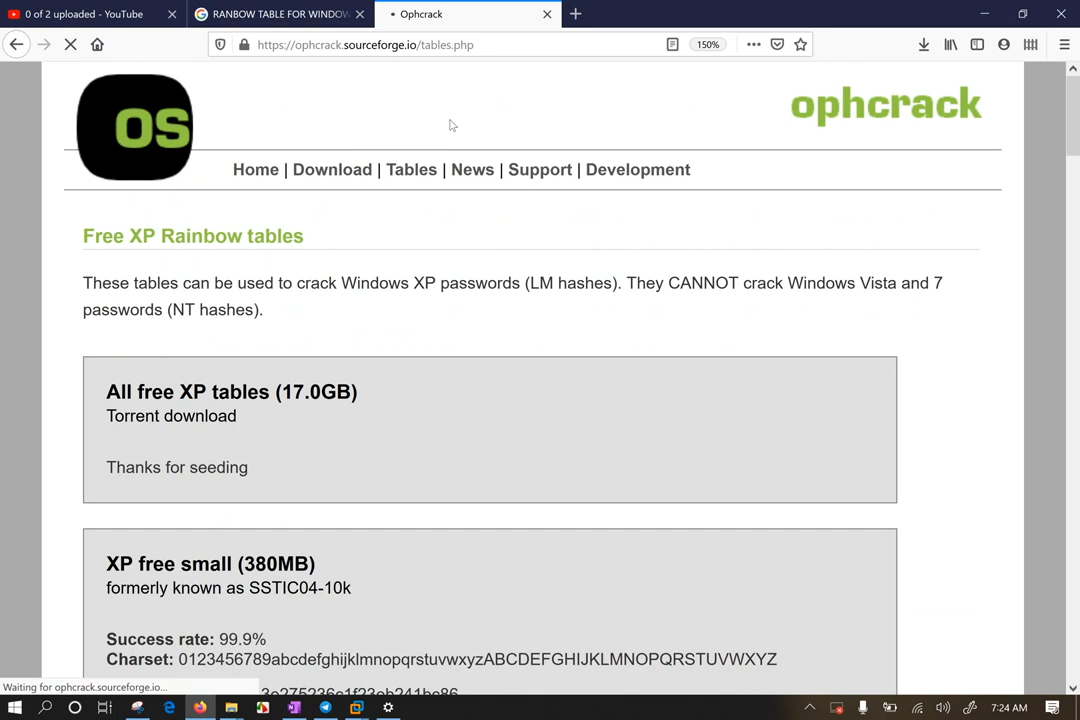 0 of 2 uploaded - YouTube
RANBOW TABLE FOR WINDOW
Ophcrack
https://ophcrack.sourceforge.io/tables.php
150%
OS
ophcrack
Home | Download | Tables | News | Support | Development
Free XP Rainbow tables
These tables can be used to crack Windows XP passwords (LM hashes). They CANNOT crack Windows Vista and 7
passwords (NT hashes).
All free XP tables (17.0GB)
Torrent download
Thanks for seeding
XP free small (380MB)
formerly known as SSTIC04-10k
Success rate: 99.9%
Charset: 0123456789abcdefghijklmnopqrstuvwxyzABCDEFGHIJKLMNOPQRSTUVWXYZ
Waiting for ophcrack.sourceforge.io...
7:24 AM